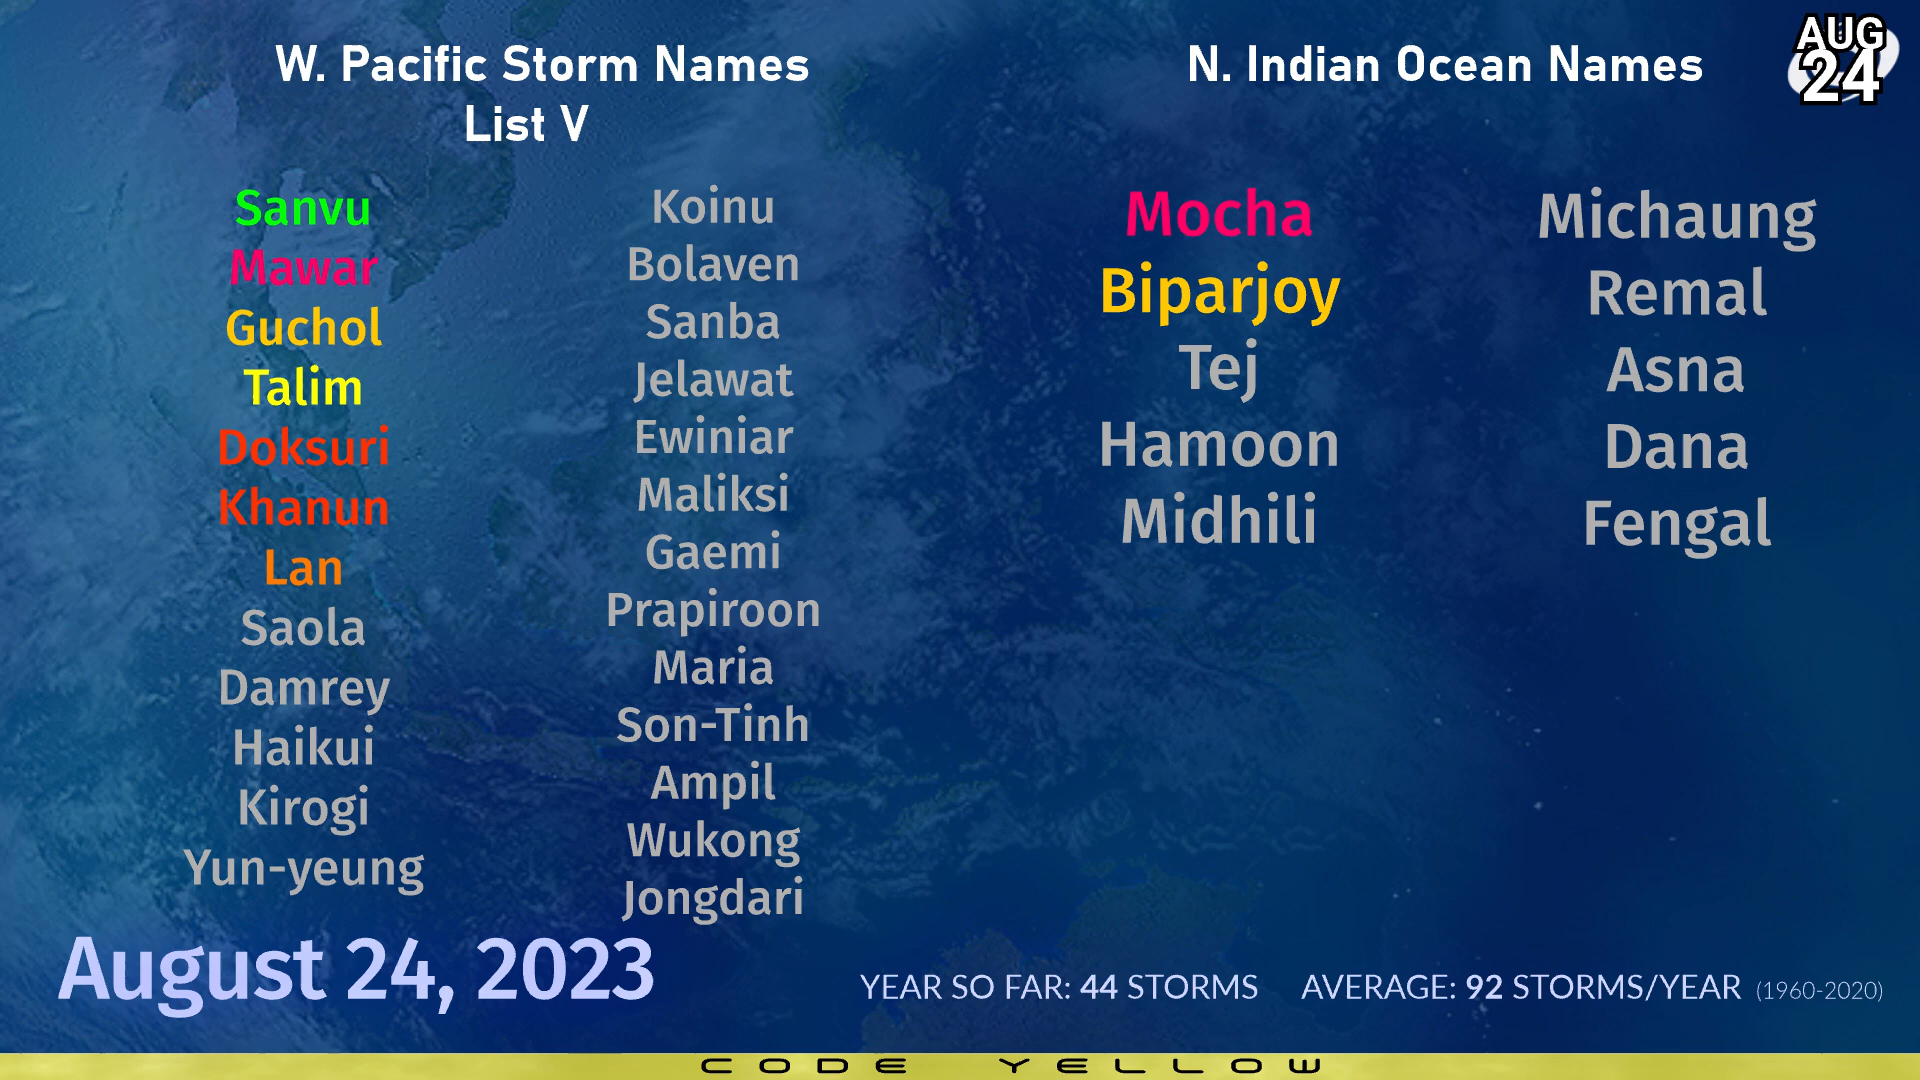 W. Pacific Storm Names
List V
Sanvu
Mawar
Guchol
Talim
Doksuri
Khanun
Lan
Saola
Damrey
Haikui
Kirogi
Yun-yeung
Koinu
Bolaven
Sanba
Jelawat
Ewiniar
Maliksi
Gaemi
Prapiroon
Maria
Son-Tinh
Ampil
Wukong
Jongdari
N. Indian Ocean Names
Mocha
Biparjoy
Tej
Hamoon
Midhili
Michaung
Remal
Asna
Dana
Fengal
AUG
24
August 24, 2023
YEAR SO FAR: 44 STORMS
AVERAGE: 92 STORMS/YEAR (1960-2020)
CODE YELLOW